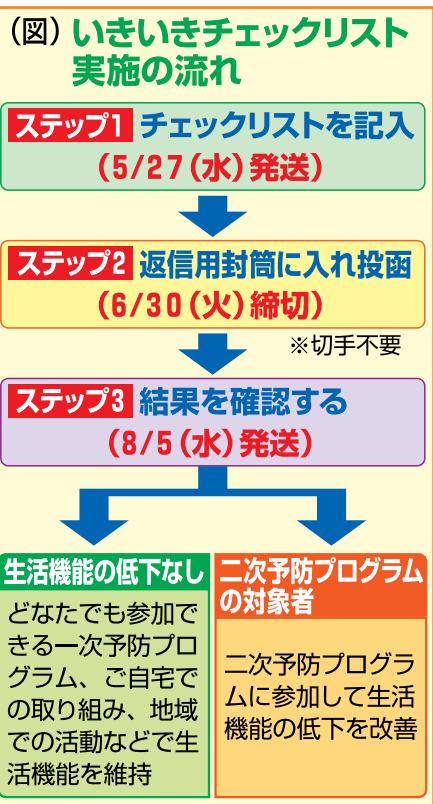 (図) いきいきチェックリスト
実施の流れ
ステップ1 チェックリストを記入
(5/27(水)発送)
ステップ2 返信用封筒に入れ投函
(6/30(火)締切)
※切手不要
ステップ3 結果を確認する
(8/5(水)発送)
生活機能の低下なし
どなたでも参加で
きる一次予防プロ
グラム、ご自宅で
の取り組み、地域
での活動などで生
活機能を維持
二次予防プログラム
の対象者
二次予防プログラ
ムに参加して生活
機能の低下を改善